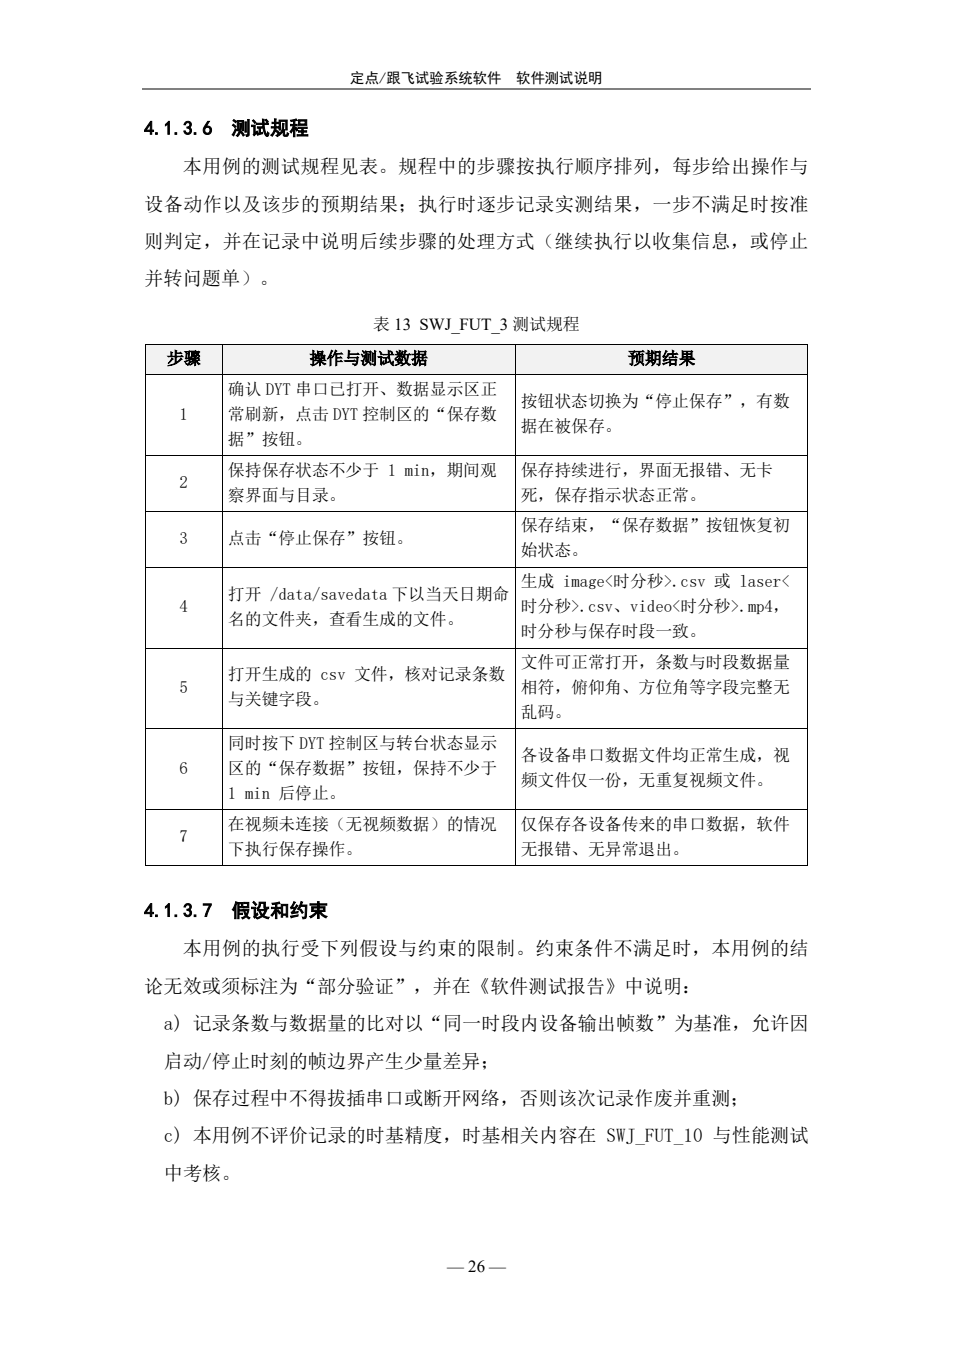 定点/跟飞试验系统软件　软件测试说明
4.1.3.6　测试规程
本用例的测试规程见表。规程中的步骤按执行顺序排列，每步给出操作与
设备动作以及该步的预期结果；执行时逐步记录实测结果，一步不满足时按准
则判定，并在记录中说明后续步骤的处理方式（继续执行以收集信息，或停止
并转问题单）。
表 13 SWJ_FUT_3 测试规程
步骤 操作与测试数据 预期结果
1
确认 DYT 串口已打开、数据显示区正
常刷新，点击 DYT 控制区的“保存数
据”按钮。
按钮状态切换为“停止保存”，有数
据在被保存。
2
保持保存状态不少于 1 min，期间观
察界面与目录。
保存持续进行，界面无报错、无卡
死，保存指示状态正常。
3
点击“停止保存”按钮。
保存结束，“保存数据”按钮恢复初
始状态。
4
打开 /data/savedata 下以当天日期命
名的文件夹，查看生成的文件。
生成 image<时分秒>.csv 或 laser<
时分秒>.csv、video<时分秒>.mp4，
时分秒与保存时段一致。
5
打开生成的 csv 文件，核对记录条数
与关键字段。
文件可正常打开，条数与时段数据量
相符，俯仰角、方位角等字段完整无
乱码。
6
同时按下 DYT 控制区与转台状态显示
区的“保存数据”按钮，保持不少于
1 min 后停止。
各设备串口数据文件均正常生成，视
频文件仅一份，无重复视频文件。
7
在视频未连接（无视频数据）的情况
下执行保存操作。
仅保存各设备传来的串口数据，软件
无报错、无异常退出。
4.1.3.7　假设和约束
本用例的执行受下列假设与约束的限制。约束条件不满足时，本用例的结
论无效或须标注为“部分验证”，并在《软件测试报告》中说明：
a) 记录条数与数据量的比对以“同一时段内设备输出帧数”为基准，允许因
启动/停止时刻的帧边界产生少量差异；
b) 保存过程中不得拔插串口或断开网络，否则该次记录作废并重测；
c) 本用例不评价记录的时基精度，时基相关内容在 SWJ_FUT_10 与性能测试
中考核。
— 26 —